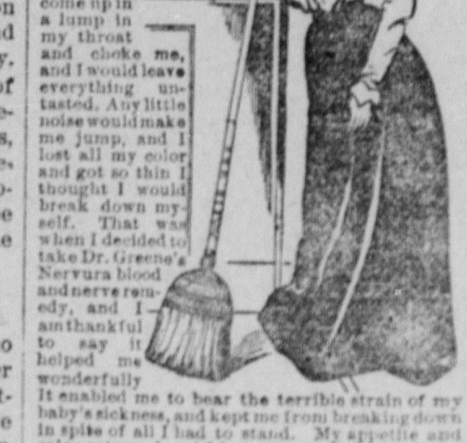 come up in
a lump in
my throat
and choke me,
and I would leave
everything un-
tasted. Any little
noise would make
me jump, and I
lost all my color
and got so thin I
thought I would
break down my-
self. That was
when I decided to
take Dr. Greene's
Nervura blood
and nerve rem-
edy, and I
am thankful
to say it
helped me
wonderfully
It enabled me to bear the terrible strain of my
baby's sickness, and kept me from breaking down
in spite of all I had to stand. My appetite and